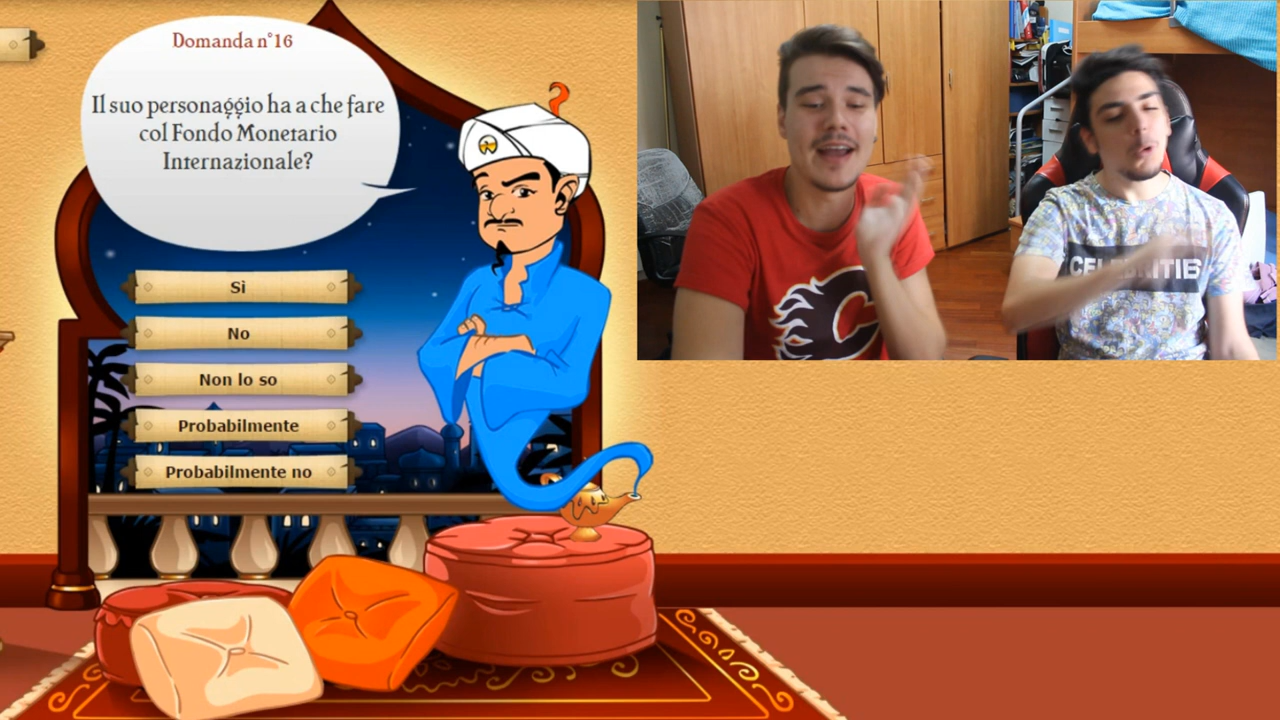 Domanda n°16
Il suo personaggio ha a che fare
col Fondo Monetario
Internazionale?
Si
No
Non lo so
Probabilmente
Probabilmente no
C